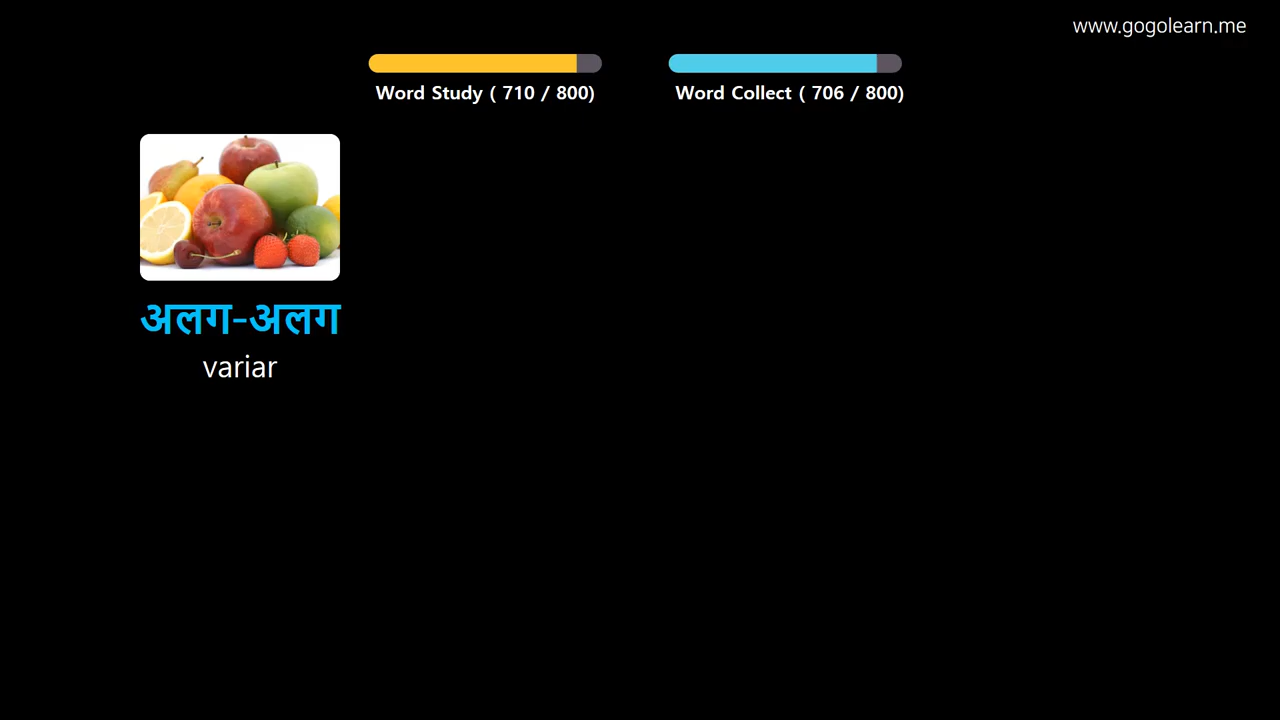 www.gogolearn.me
Word Study ( 710 / 800)
Word Collect ( 706 / 800)
अलग-अलग
variar